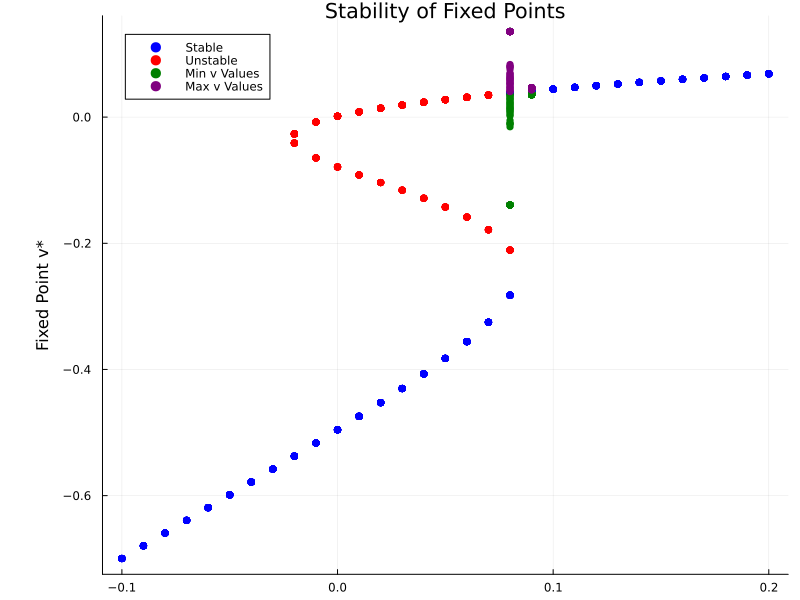 Stability of Fixed Points
Stable
Unstable
Min v Values
Max v Values
Fixed Point v*
0.0
−0.2
−0.4
−0.6
−0.1
0.0
0.1
0.2